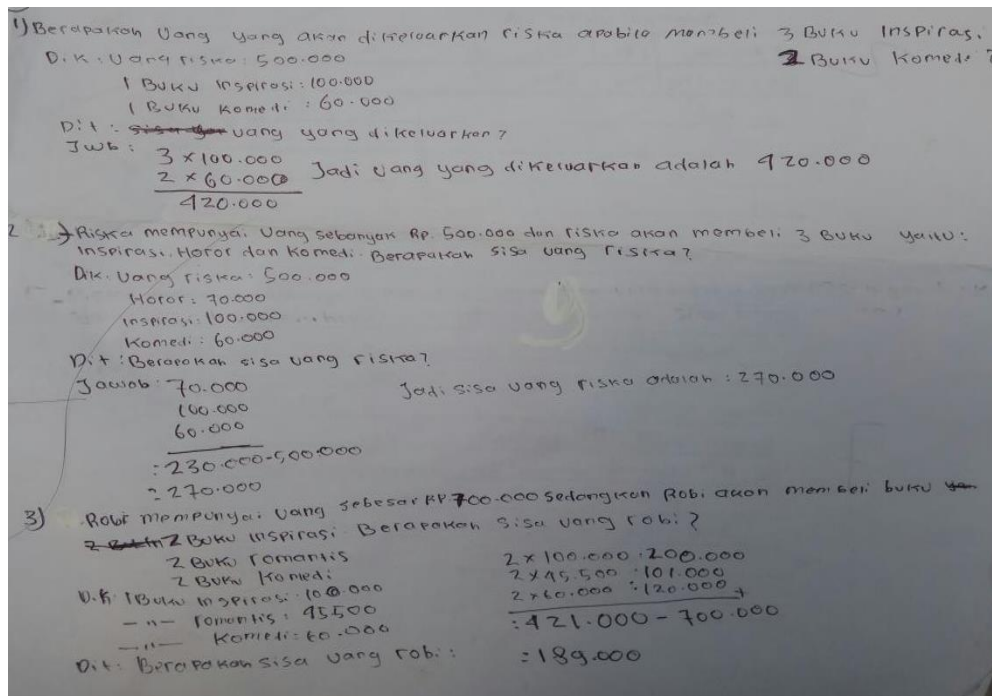 1) Berapakah Uang yang akan dikeluarkan riska apabila membeli 3 Buku Inspirasi
2 Buku Komedi ?
Dik : Uang riska : 500.000
1 Buku Inspirasi : 100.000
1 Buku Komedi : 60.000
Dit : uang yang dikeluarkan ?
Jwb :
3 x 100.000
2 x 60.000 Jadi uang yang dikeluarkan adalah 420.000
420.000
2 Riska mempunyai Uang sebanyak Rp. 500.000 dan riska akan membeli 3 Buku yaitu :
Inspirasi, Horor dan Komedi. Berapakah sisa uang riska ?
Dik. Uang riska : 500.000
Horor : 70.000
inspirasi : 100.000
Komedi : 60.000
Dit : Berapakah sisa uang riska ?
Jawab : 70.000 Jadi sisa uang riska adalah : 270.000
100.000
60.000
: 230.000 - 500.000
: 270.000
3) Robi mempunyai Uang sebesar RP 700.000 sedangkan Robi akan membeli buku
2 Buku inspirasi Berapakah sisa uang robi ?
2 Buku romantis 2 x 100.000 : 200.000
2 Buku Komedi 2 x 45.500 : 101.000
Dik : 1 Buku Inspirasi : 100.000 2 x 60.000 : 120.000 +
- 11 - romantis : 45500 : 421.000 - 700.000
- 11 - Komedi : 60.000
Dit : Berapakah sisa uang robi : : 189.000